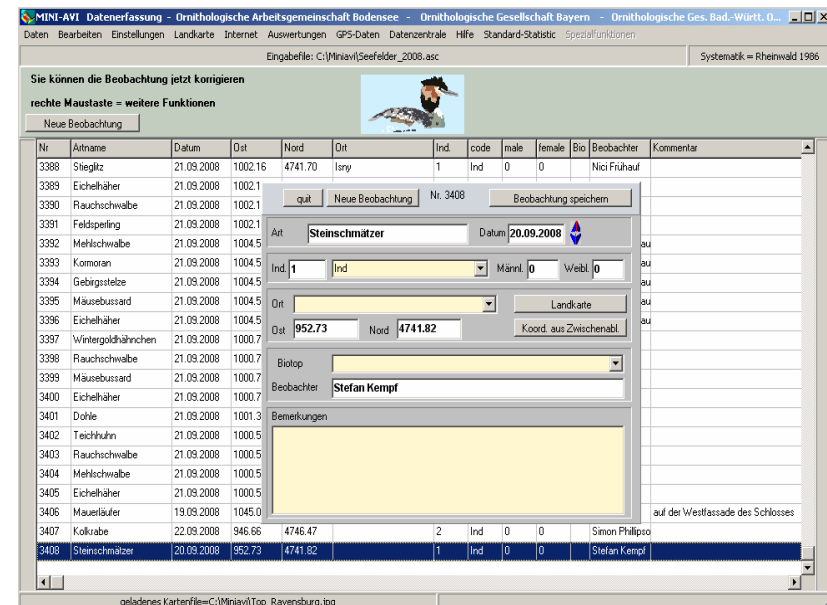 MINI-AVI Datenerfassung - Ornithologische Arbeitsgemeinschaft Bodensee - Ornithologische Gesellschaft Bayern - Ornithologische Ges. Bad.-Württ. O...
Daten Bearbeiten Einstellungen Landkarte Internet Auswertungen GPS-Daten Datenzentrale Hilfe Standard-Statistic Spezialfunktionen
Eingabefile: C:\Miniavi\Seefelder_2008.asc Systematik = Rheinwald 1986
Sie können die Beobachtung jetzt korrigieren
rechte Maustaste = weitere Funktionen
Neue Beobachtung
Nr Artname Datum Ost Nord Ort Ind. code male female Bio Beobachter Kommentar
3388 Stieglitz 21.09.2008 1002.16 4741.70 Isny 1 Ind 0 0 Nici Frühauf
3389 Eichelhäher 21.09.2008 1002.1
3390 Rauchschwalbe 21.09.2008 1002.1
3391 Feldsperling 21.09.2008 1002.1
3392 Mehlschwalbe 21.09.2008 1004.5 au
3393 Kormoran 21.09.2008 1004.5 au
3394 Gebirgsstelze 21.09.2008 1004.5 au
3395 Mäusebussard 21.09.2008 1004.5 au
3396 Eichelhäher 21.09.2008 1004.5 au
3397 Wintergoldhähnchen 21.09.2008 1000.7
3398 Rauchschwalbe 21.09.2008 1000.7
3399 Mäusebussard 21.09.2008 1000.7
3400 Eichelhäher 21.09.2008 1000.7
3401 Dohle 21.09.2008 1001.3
3402 Teichhuhn 21.09.2008 1000.5
3403 Rauchschwalbe 21.09.2008 1000.5
3404 Mehlschwalbe 21.09.2008 1000.5
3405 Eichelhäher 21.09.2008 1000.5
3406 Mauerläufer 19.09.2008 1045.0 auf der Westfassade des Schlosses
3407 Kolkrabe 22.09.2008 946.66 4746.47 2 Ind 0 0 Simon Philipso
3408 Steinschmätzer 20.09.2008 952.73 4741.82 1 Ind 0 0 Stefan Kempf
quit Neue Beobachtung Nr. 3408 Beobachtung speichern
Art Steinschmätzer Datum 20.09.2008
Ind. 1 Ind Männl. 0 Weibl. 0
Ort Landkarte
Ost 952.73 Nord 4741.82 Koord. aus Zwischenabl.
Biotop
Beobachter Stefan Kempf
Bemerkungen
geladenes Kartenfile=C:\Miniavi\Top_Ravensburg.jpg